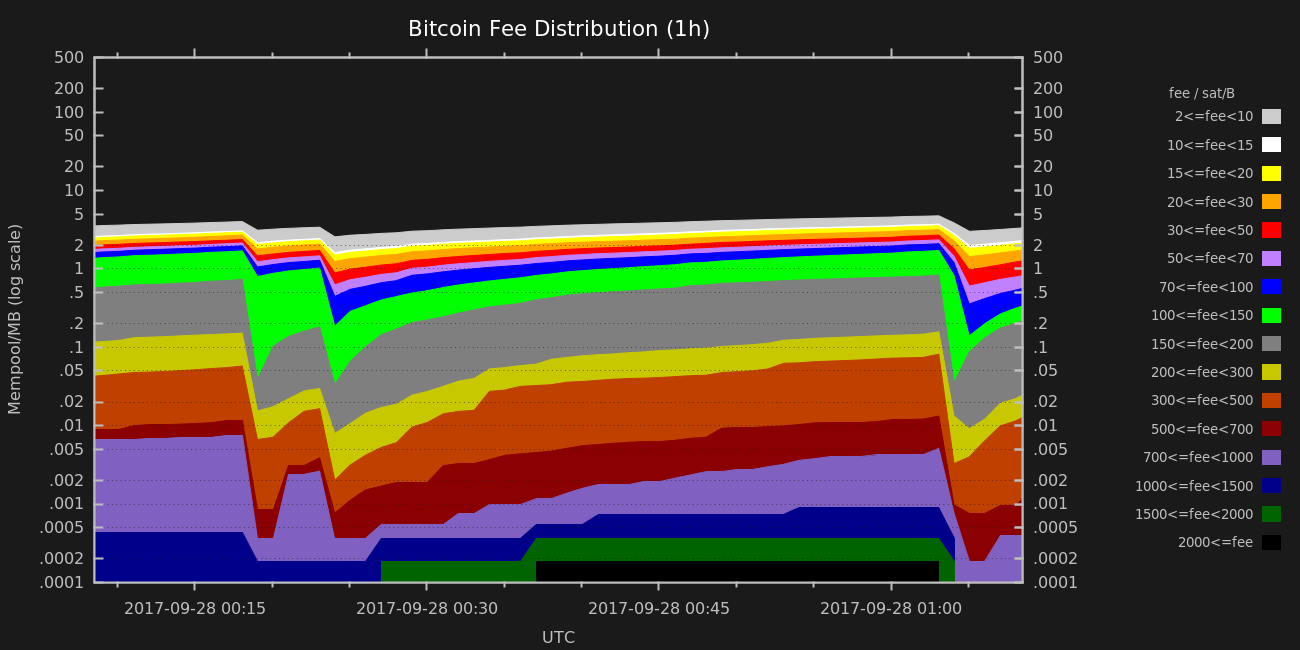 Bitcoin Fee Distribution (1h)
Mempool/MB (log scale)
500
200
100
50
20
10
5
2
1
.5
.2
.1
.05
.02
.01
.005
.002
.001
.0005
.0002
.0001
500
200
100
50
20
10
5
2
1
.5
.2
.1
.05
.02
.01
.005
.002
.001
.0005
.0002
.0001
2017-09-28 00:15 2017-09-28 00:30 2017-09-28 00:45 2017-09-28 01:00
UTC
fee / sat/B
2<=fee<10
10<=fee<15
15<=fee<20
20<=fee<30
30<=fee<50
50<=fee<70
70<=fee<100
100<=fee<150
150<=fee<200
200<=fee<300
300<=fee<500
500<=fee<700
700<=fee<1000
1000<=fee<1500
1500<=fee<2000
2000<=fee